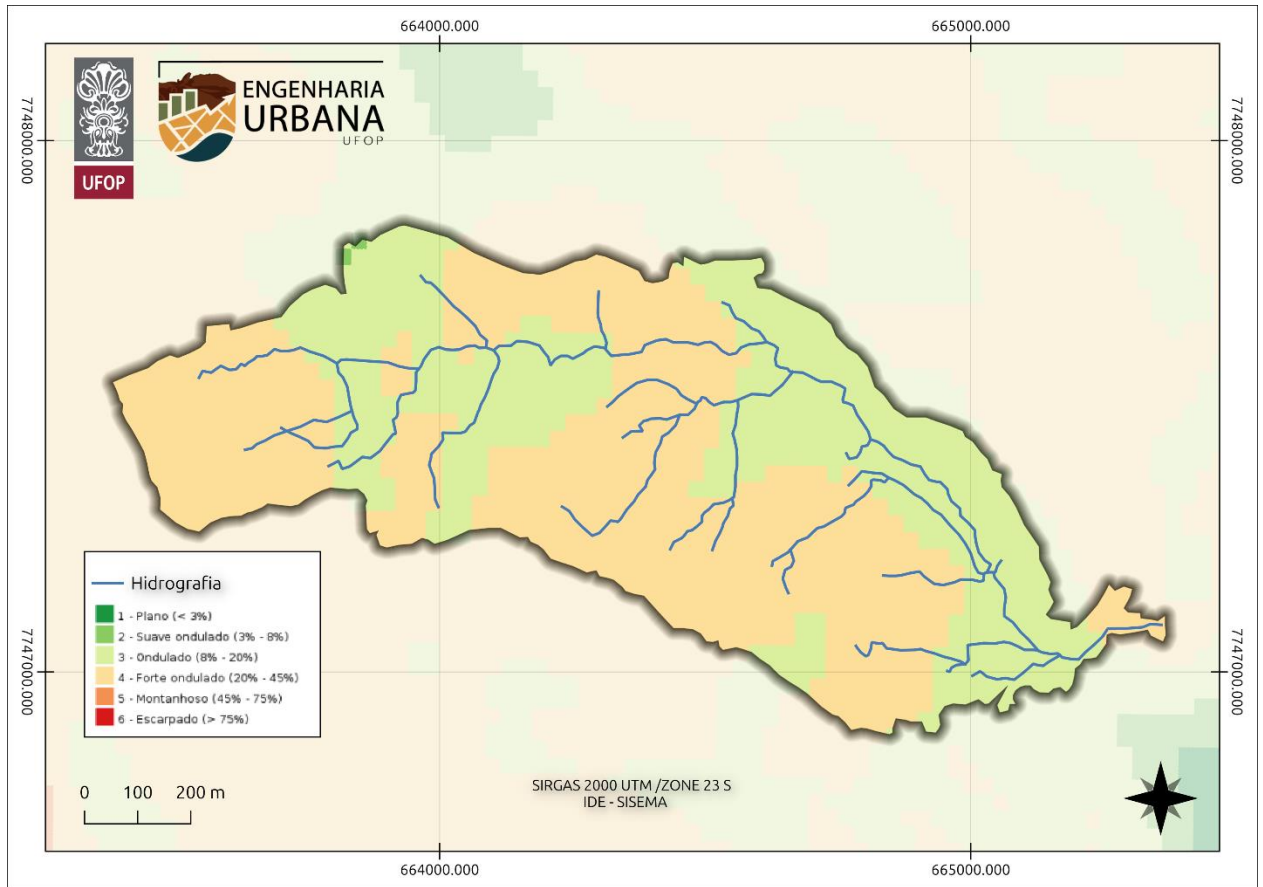 664000.000
665000.000
ENGENHARIA
URBANA
UFOP
UFOP
7748000.000
7748000.000
Hidrografia
1 - Plano (< 3%)
2 - Suave ondulado (3% - 8%)
3 - Ondulado (8% - 20%)
4 - Forte ondulado (20% - 45%)
5 - Montanhoso (45% - 75%)
6 - Escarpado (> 75%)
7747000.000
7747000.000
0 100 200 m
SIRGAS 2000 UTM /ZONE 23 S
IDE - SISEMA
664000.000
665000.000